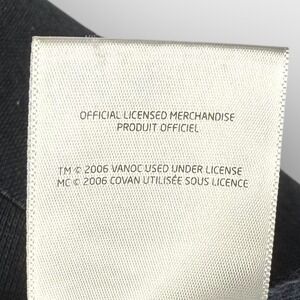 OFFICIAL LICENSED MERCHANDISE
PRODUIT OFFICIEL
TM © 2006 VANOC USED UNDER LICENSE
MC © 2006 COVAN UTILISÉE SOUS LICENCE